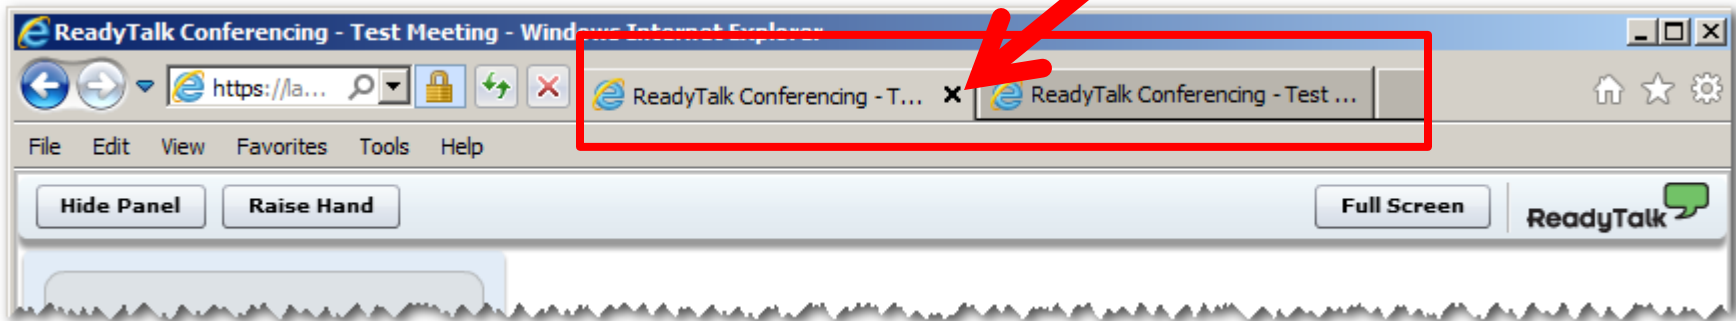 ReadyTalk Conferencing - Test Meeting - Windows Internet Explorer
https://la... ReadyTalk Conferencing - T... ReadyTalk Conferencing - Test ...
File Edit View Favorites Tools Help
Hide Panel Raise Hand Full Screen ReadyTalk